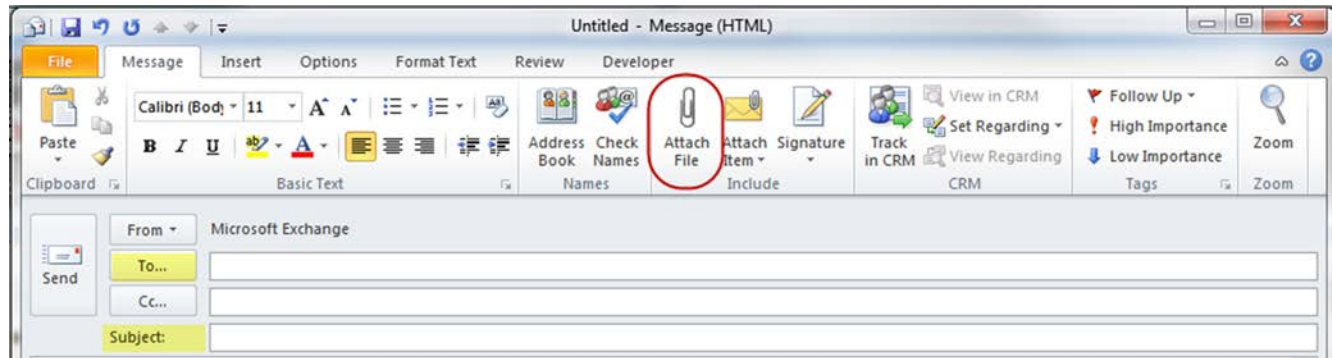 Untitled - Message (HTML)
File Message Insert Options Format Text Review Developer
Paste
Clipboard
Calibri (Body 11
B I U
Basic Text
Address Book
Check Names
Names
Attach File
Attach Item
Signature
Include
Track in CRM
View in CRM
Set Regarding
View Regarding
CRM
Follow Up
High Importance
Low Importance
Tags
Zoom
Zoom
Send
From Microsoft Exchange
To...
Cc...
Subject: